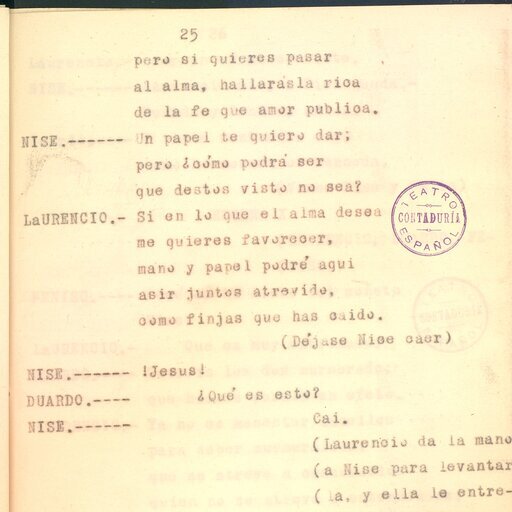 25
pero si quieres pasar
al alma, hallarásla rica
de la fe que amor publica.
NISE.------ Un papel te quiero dar;
pero ¿cómo podrá ser
que destos visto no sea?
LaURENCIO.- Si en lo que el alma desea
me quieres favorecer,
mano y papel podré aqui
asir juntos atrevido,
como finjas que has caido.
(Déjase Nise caer)
NISE.------ !Jesus!
DUARDO.---- ¿Qué es esto?
NISE.------ Cai.
(Laurencio da la mano
(a Nise para levantar
(la, y ella le entre-
TEATRO
CONTADURÍA
ESPAÑOL